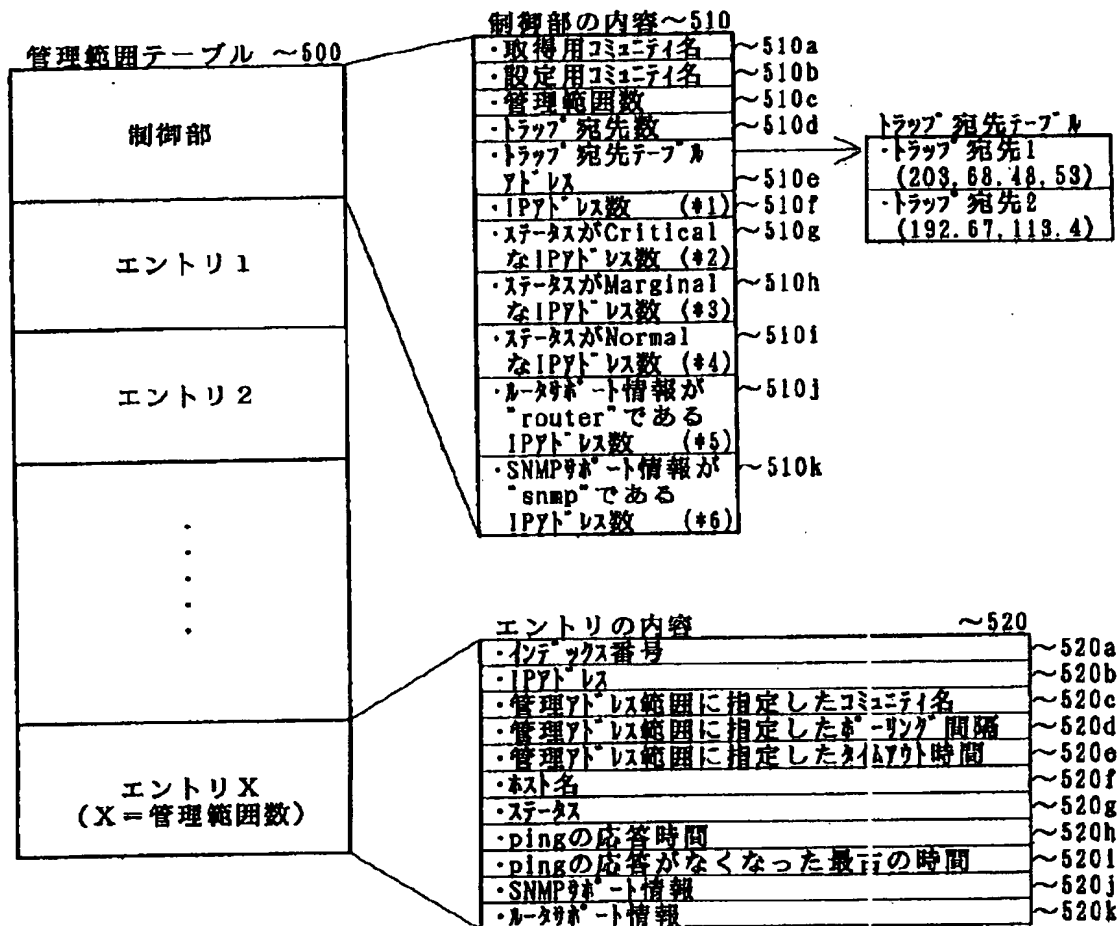 管理範囲テーブル ～500
制御部
エントリ1
エントリ2
エントリX
(X=管理範囲数)
制御部の内容～510
・取得用コミュニティ名 ～510a
・設定用コミュニティ名 ～510b
・管理範囲数 ～510c
・トラップ宛先数 ～510d
・トラップ宛先テーブル
アドレス ～510e
・IPアドレス数 (*1) ～510f
・ステータスがCritical ～510g
なIPアドレス数 (*2)
・ステータスがMarginal ～510h
なIPアドレス数 (*3)
・ステータスがNormal ～510i
なIPアドレス数 (*4)
・ルータサポート情報が ～510j
"router"である
IPアドレス数 (*5)
・SNMPサポート情報が ～510k
"snmp"である
IPアドレス数 (*6)
トラップ宛先テーブル
・トラップ宛先1
(203.68.48.53)
・トラップ宛先2
(192.67.113.4)
エントリの内容 ～520
・インデックス番号 ～520a
・IPアドレス ～520b
・管理アドレス範囲に指定したコミュニティ名 ～520c
・管理アドレス範囲に指定したポーリング間隔 ～520d
・管理アドレス範囲に指定したタイムアウト時間 ～520e
・ホスト名 ～520f
・ステータス ～520g
・pingの応答時間 ～520h
・pingの応答がなくなった最古の時間 ～520i
・SNMPサポート情報 ～520j
・ルータサポート情報 ～520k